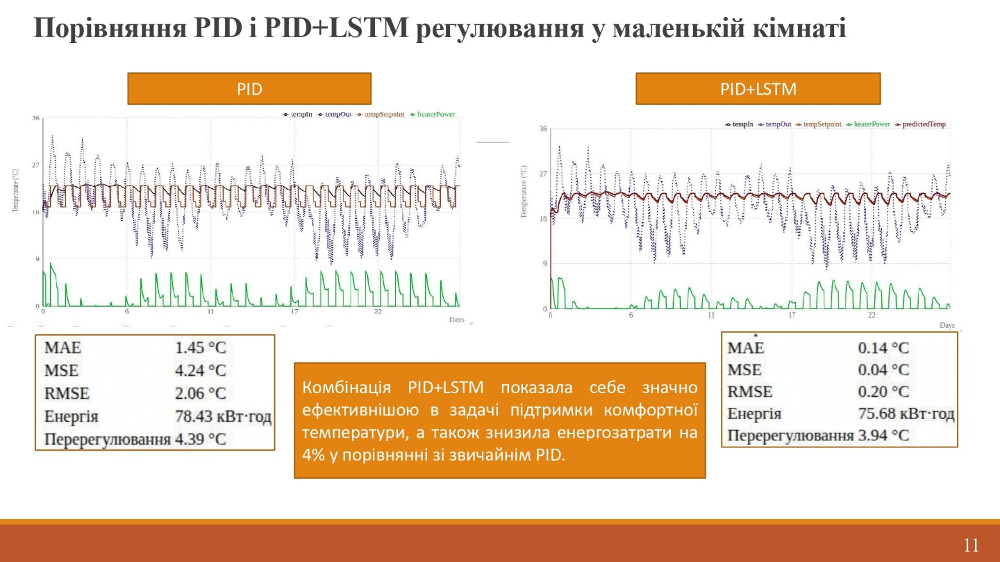 Порівняння PID і PID+LSTM регулювання у маленькій кімнаті
PID
PID+LSTM
tempIn tempOut tempSetpoint heaterPower
36
27
18
9
0
Temperature (°C)
0 6 11 17 22
Days
tempIn tempOut tempSetpoint heaterPower predictedTemp
36
27
18
9
0
Temperature (°C)
0 6 11 17 22
Days
MAE 1.45 °C
MSE 4.24 °C
RMSE 2.06 °C
Енергія 78.43 кВт·год
Перерегулювання 4.39 °C
Комбінація PID+LSTM показала себе значно
ефективнішою в задачі підтримки комфортної
температури, а також знизила енергозатрати на
4% у порівнянні зі звичайнім PID.
MAE 0.14 °C
MSE 0.04 °C
RMSE 0.20 °C
Енергія 75.68 кВт·год
Перерегулювання 3.94 °C
11